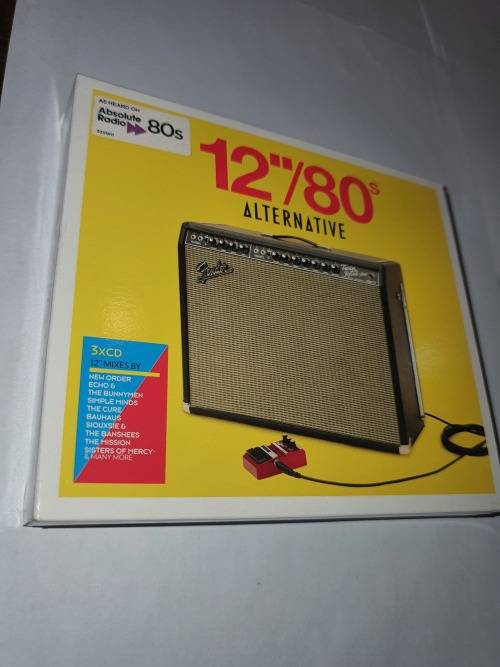 AS HEARD ON
Absolute
Radio 80s
12"/80s
ALTERNATIVE
Fender
3XCD
12" MIXES BY
NEW ORDER
ECHO &
THE BUNNYMEN
SIMPLE MINDS
THE CURE
BAUHAUS
SIOUXSIE &
THE BANSHEES
THE MISSION
SISTERS OF MERCY
& MANY MORE